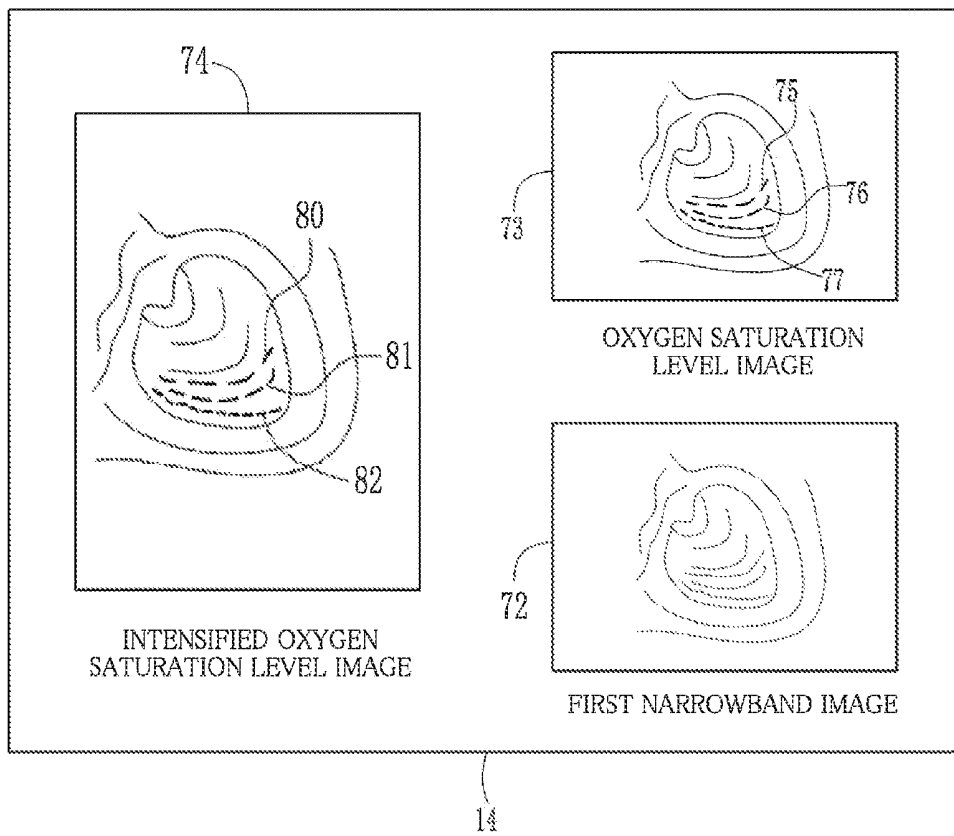 74
80
81
82
INTENSIFIED OXYGEN
SATURATION LEVEL IMAGE
75
76
73
77
OXYGEN SATURATION
LEVEL IMAGE
72
FIRST NARROWBAND IMAGE
14